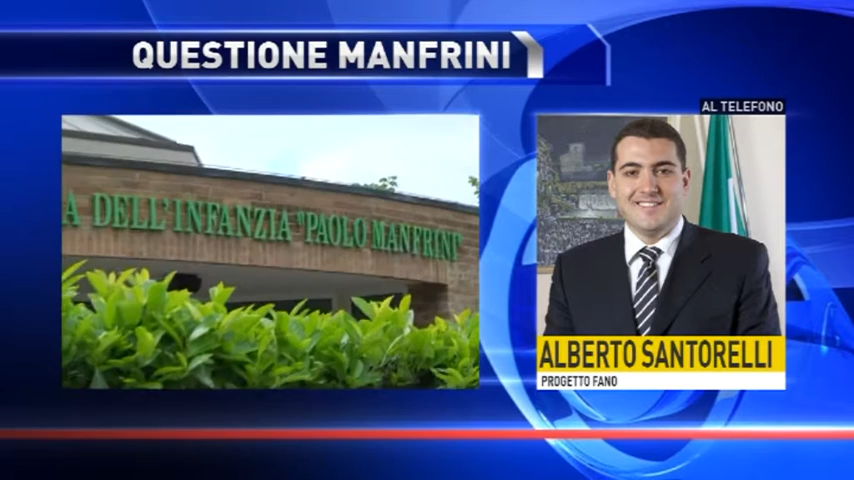 QUESTIONE MANFRINI
AL TELEFONO
A DELL'INFANZIA "PAOLO MANFRINI"
ALBERTO SANTORELLI
PROGETTO FANO